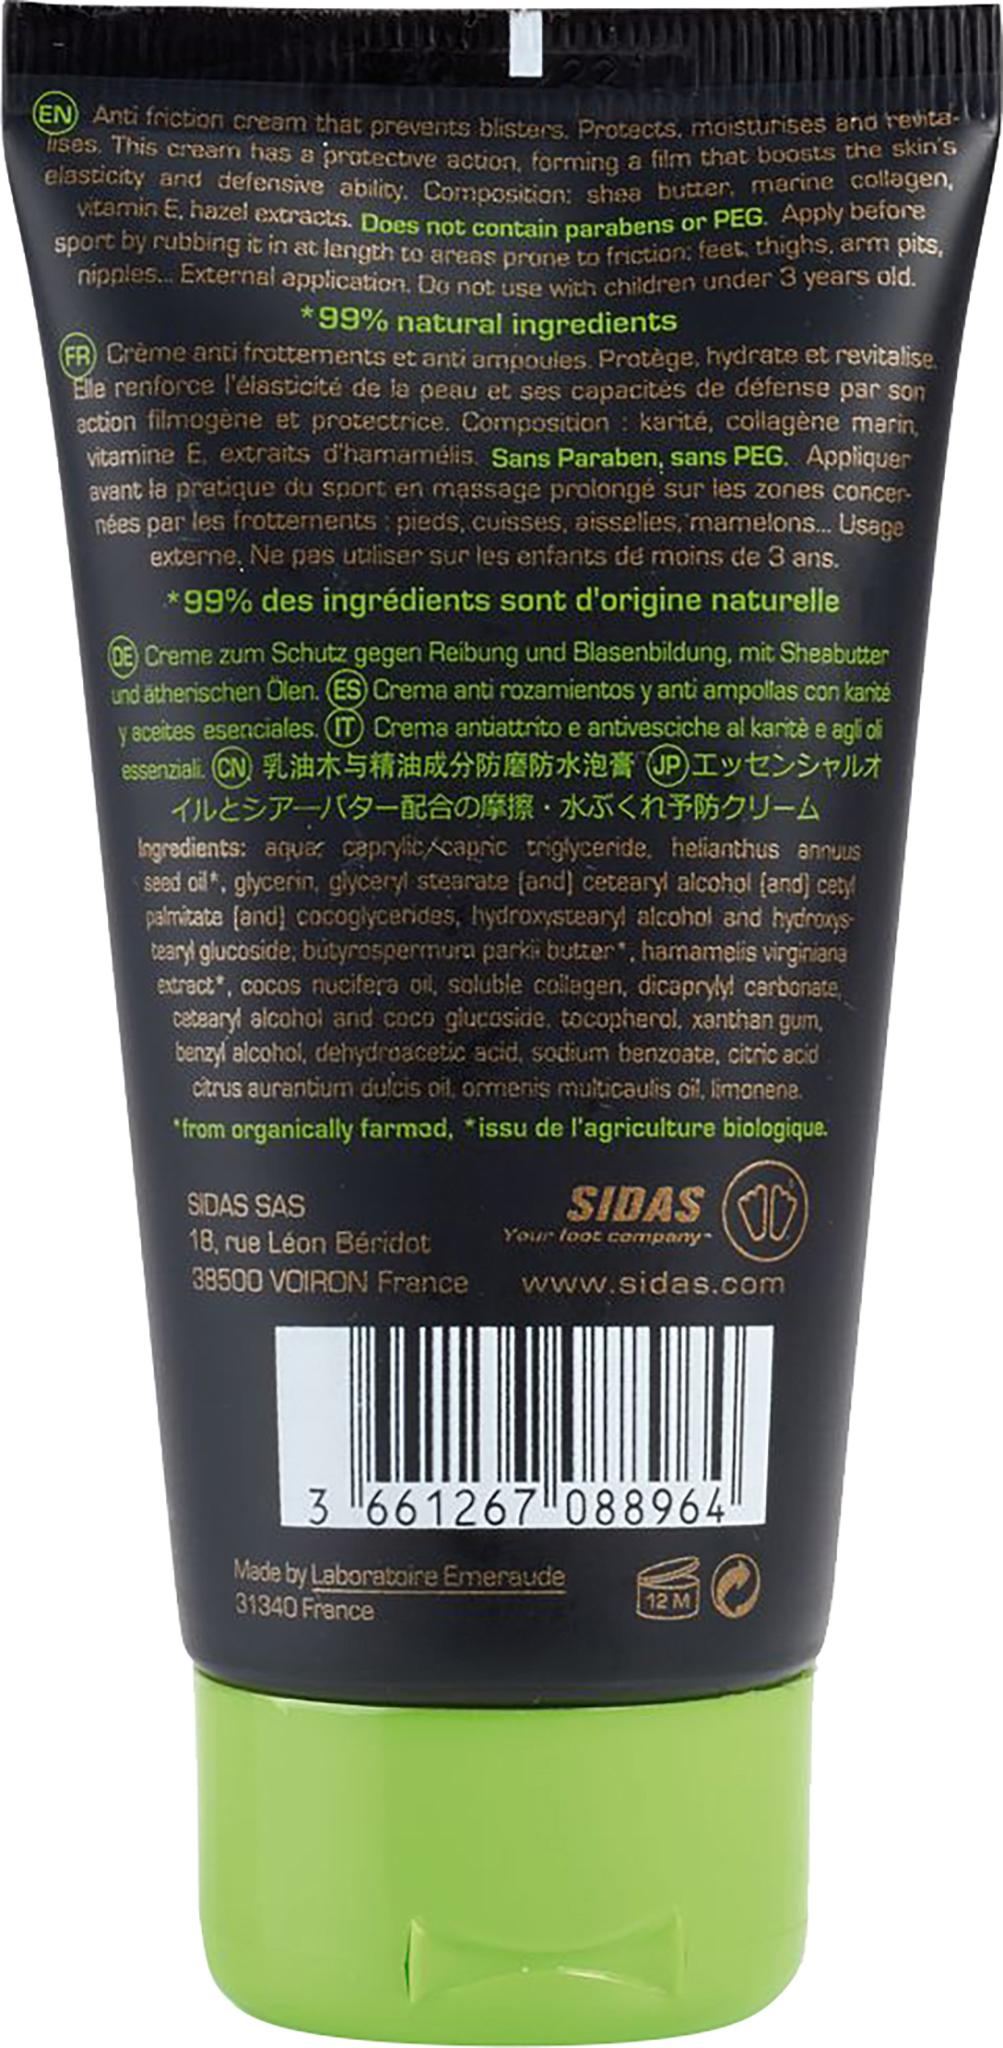 EN Anti friction cream that prevents blisters. Protects, moisturises and revita-
lises. This cream has a protective action, forming a film that boosts the skin's
elasticity and defensive ability. Composition: shea butter, marine collagen,
vitamin E, hazel extracts. Does not contain parabens or PEG. Apply before
sport by rubbing it in at length to areas prone to friction: feet, thighs, arm pits,
nipples... External application. Do not use with children under 3 years old.
*99% natural ingredients
FR Crème anti frottements et anti ampoules. Protège, hydrate et revitalise.
Elle renforce l'élasticité de la peau et ses capacités de défense par son
action filmogène et protectrice. Composition : karité, collagène marin,
vitamine E, extraits d'hamamélis. Sans Paraben, sans PEG. Appliquer
avant la pratique du sport en massage prolongé sur les zones concer-
nées par les frottements : pieds, cuisses, aisselles, mamelons... Usage
externe. Ne pas utiliser sur les enfants de moins de 3 ans.
*99% des ingrédients sont d'origine naturelle
DE Creme zum Schutz gegen Reibung und Blasenbildung, mit Sheabutter
und ätherischen Ölen. ES Crema anti rozamientos y anti ampollas con karité
y aceites esenciales. IT Crema antiattrito e antivesciche al karitè e agli oli
essenziali. CN 乳油木与精油成分防磨防水泡膏 JP エッセンシャルオ
イルとシアーバター配合の摩擦・水ぶくれ予防クリーム
Ingredients: aqua, caprylic/capric triglyceride, helianthus annuus
seed oil*, glycerin, glyceryl stearate (and) cetearyl alcohol (and) cetyl
palmitate (and) cocoglycerides, hydroxystearyl alcohol and hydroxys-
tearyl glucoside, butyrospermum parkii butter*, hamamelis virginiana
extract*, cocos nucifera oil, soluble collagen, dicaprylyl carbonate,
cetearyl alcohol and coco glucoside, tocopherol, xanthan gum,
benzyl alcohol, dehydroacetic acid, sodium benzoate, citric acid
citrus aurantium dulcis oil, ormenis multicaulis oil, limonene.
*from organically farmed, *issu de l'agriculture biologique.
SIDAS SAS
18, rue Léon Béridot
38500 VOIRON France
SIDAS
Your foot company
www.sidas.com
3 661267 088964
Made by Laboratoire Emeraude
31340 France
12 M